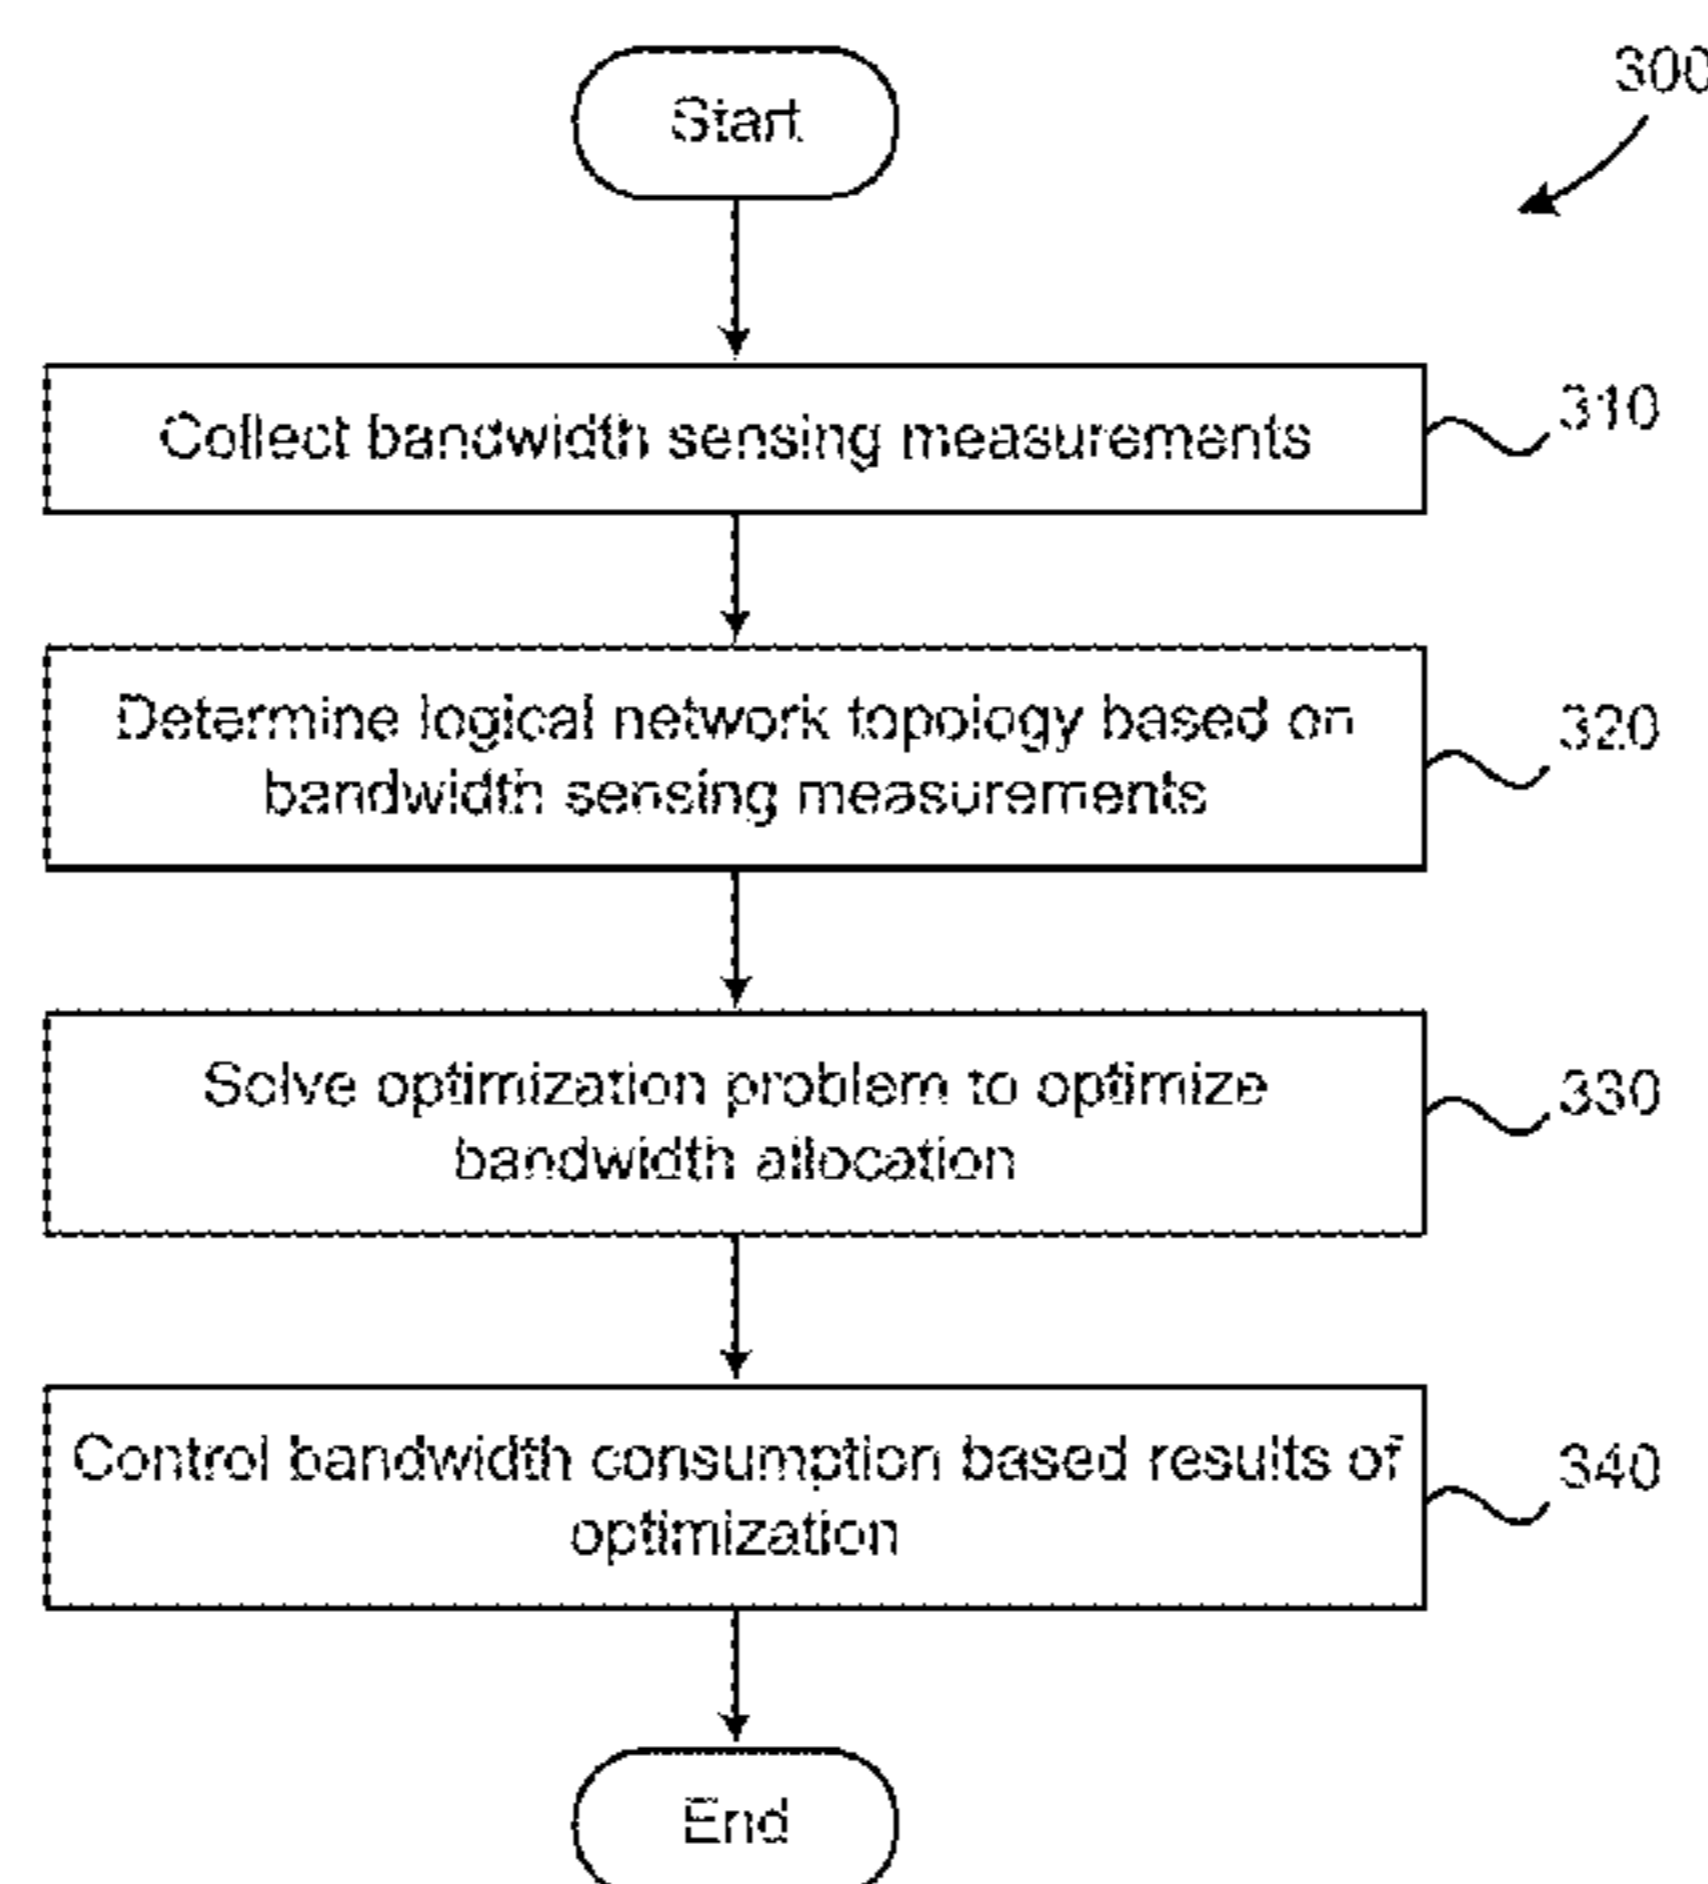 Start
300
Collect bandwidth sensing measurements
310
Determine logical network topology based on
bandwidth sensing measurements
320
Solve optimization problem to optimize
bandwidth allocation
330
Control bandwidth consumption based results of
optimization
340
End